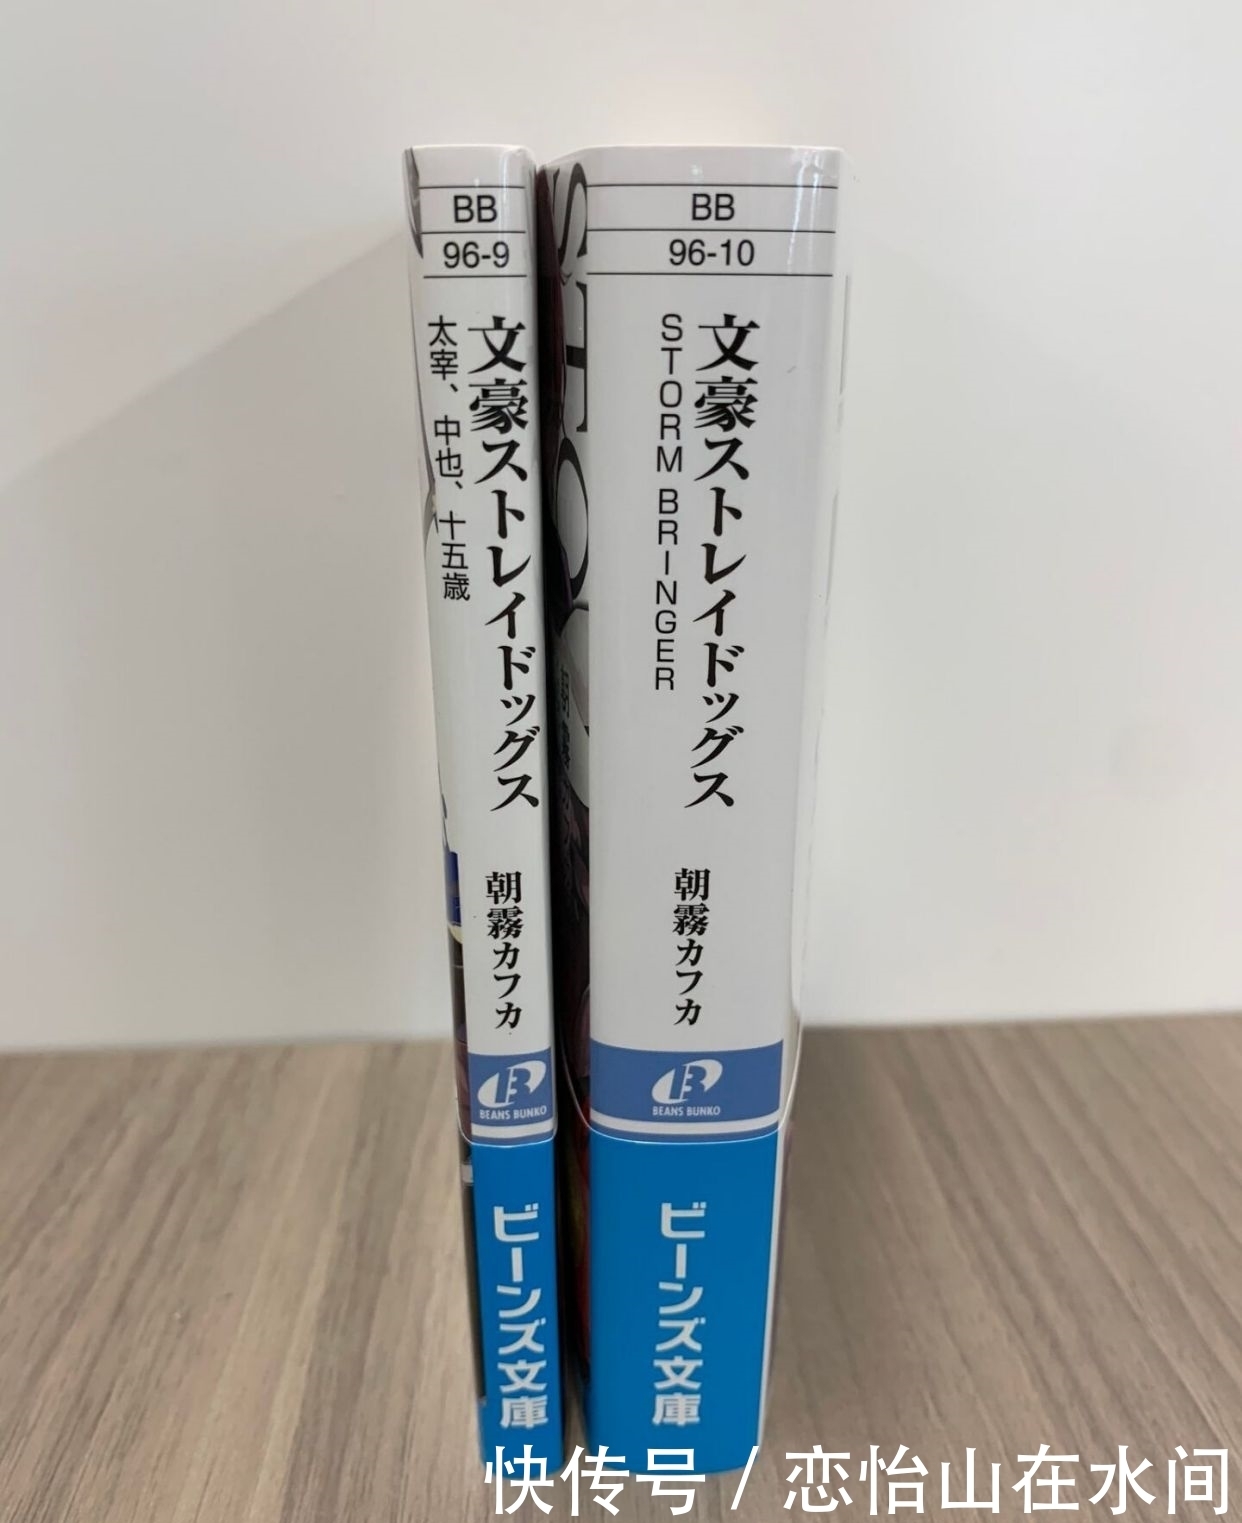 BB
96-9
文豪ストレイドッグス
太宰、中也、十五歳
朝霧カフカ
BEANS BUNKO
ビーンズ文庫
BB
96-10
文豪ストレイドッグス
STORM BRINGER
朝霧カフカ
BEANS BUNKO
ビーンズ文庫
快传号/恋怡山在水间